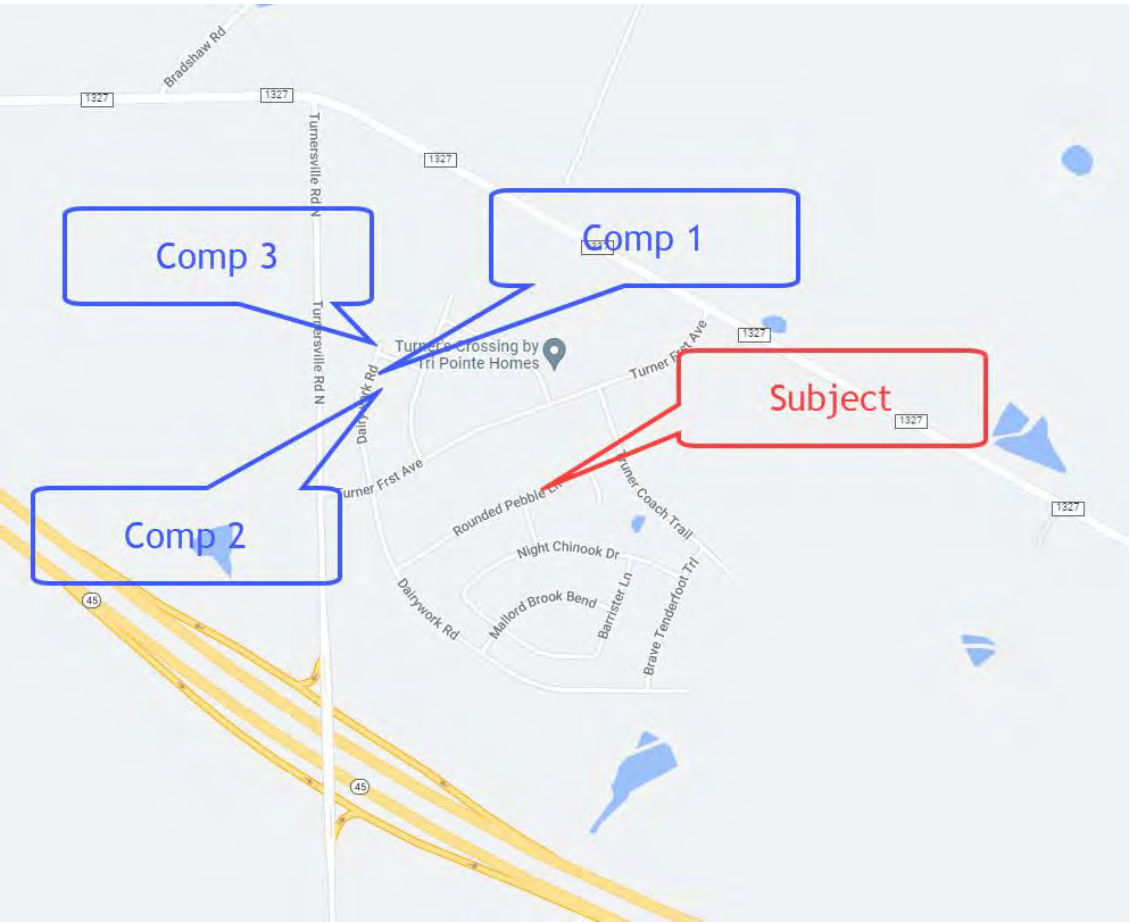 Bradshaw Rd
1327
1327
Turnersville Rd N
1327
Comp 3
Comp 1
1327
Turnersville Rd N
Turner's Crossing by
Tri Pointe Homes
1327
Turner Frst Ave
Dairywork Rd
Subject
1327
Turner Frst Ave
Rounded Pebble Ln
Truner Coach Trail
1327
Comp 2
Night Chinook Dr
45
Dairywork Rd
Mallord Brook Bend
Barrister Ln
Brave Tenderfoot Trl
45